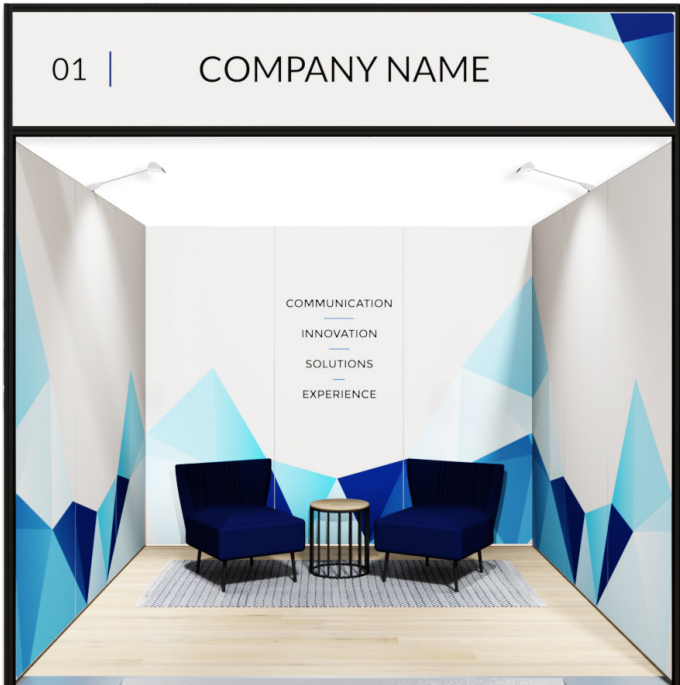 01 | COMPANY NAME
COMMUNICATION
INNOVATION
SOLUTIONS
EXPERIENCE